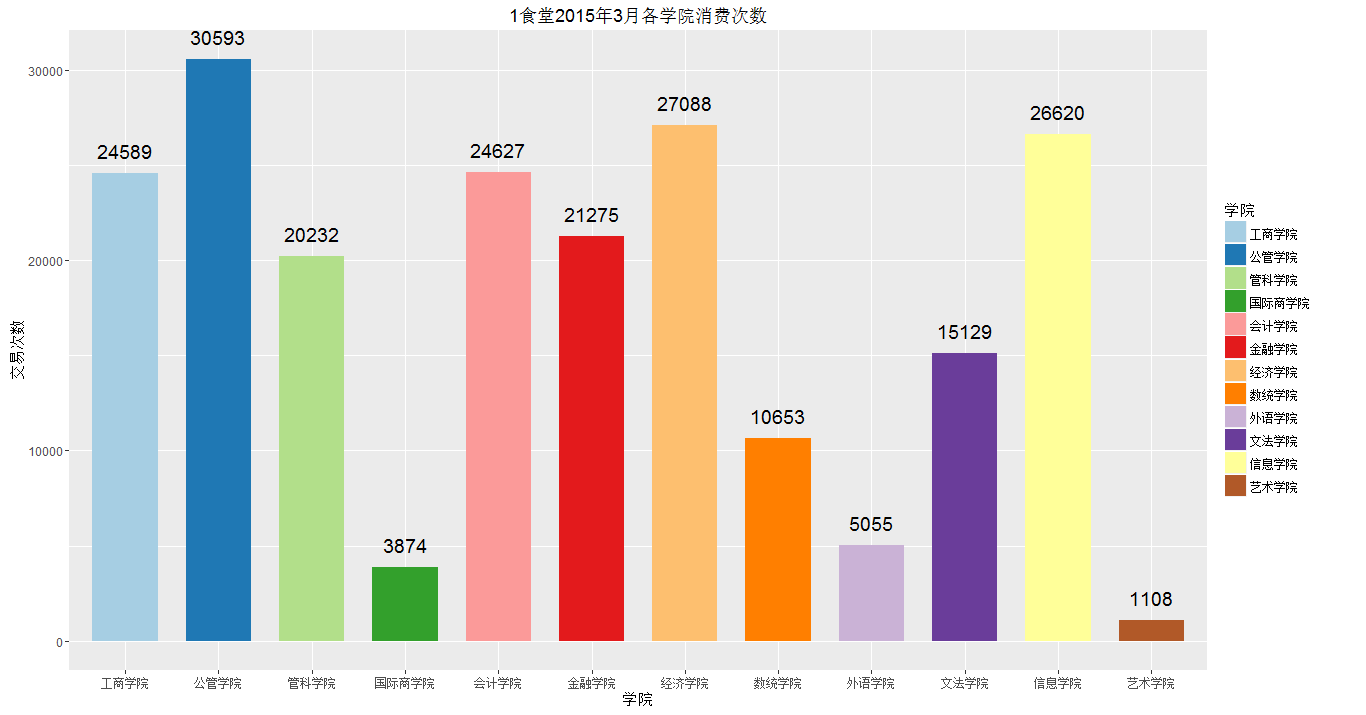 1食堂2015年3月各学院消费次数
30593
30000
27088
26620
24589
24627
21275
20232
20000
15129
10653
10000
5055
3874
1108
0
交易次数
工商学院 公管学院 管科学院 国际商学院 会计学院 金融学院 经济学院 数统学院 外语学院 文法学院 信息学院 艺术学院
学院
学院
工商学院
公管学院
管科学院
国际商学院
会计学院
金融学院
经济学院
数统学院
外语学院
文法学院
信息学院
艺术学院